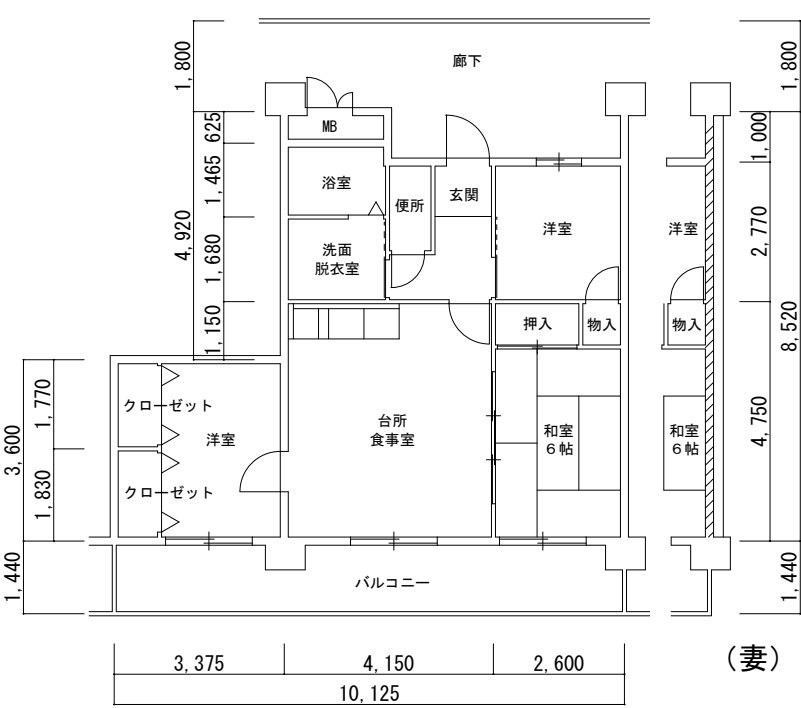 廊下
1,800
1,800
MB
625
1,000
浴室
便所
玄関
1,465
洋室
洋室
4,920
2,770
洗面
脱衣室
1,680
押入
物入
物入
1,150
8,520
クローゼット
1,770
台所
食事室
洋室
和室
6帖
和室
6帖
3,600
4,750
クローゼット
1,830
バルコニー
1,440
1,440
3,375
4,150
2,600
(妻)
10,125